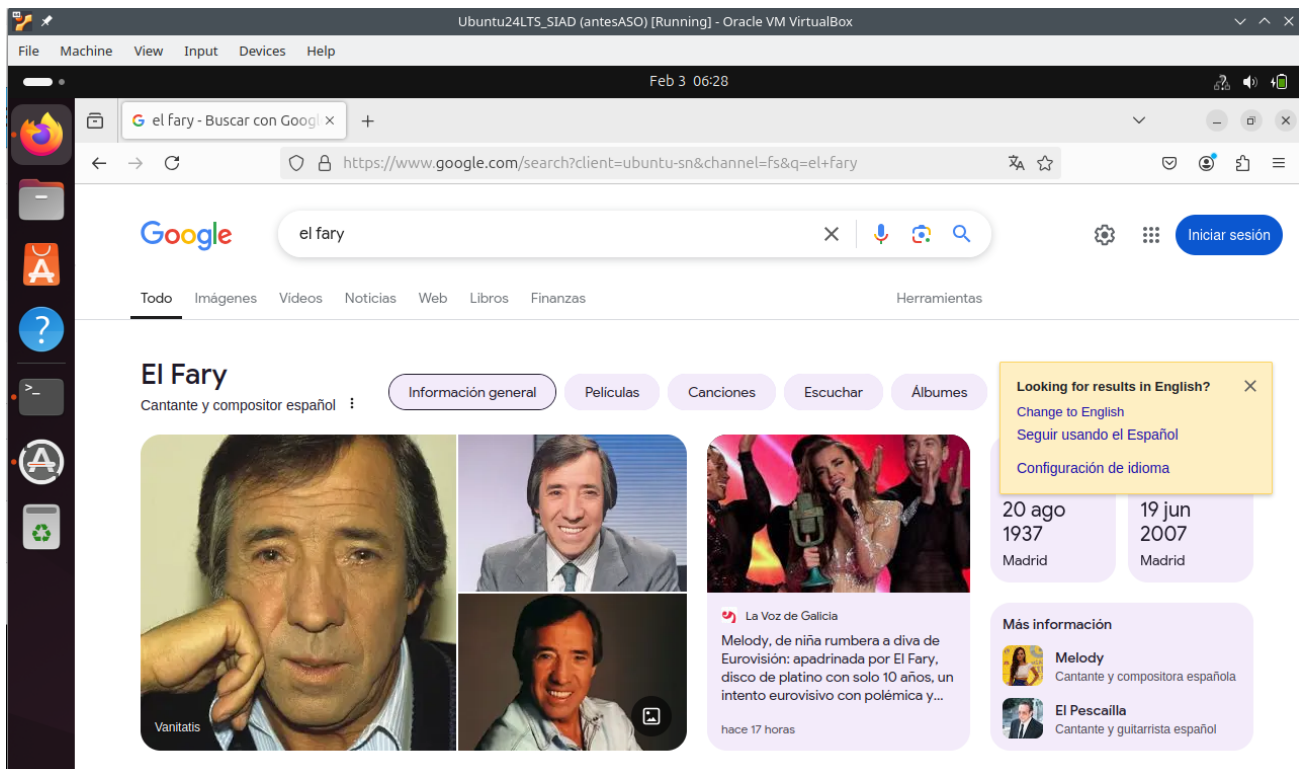 Ubuntu24LTS_SIAD (antesASO) [Running] - Oracle VM VirtualBox
File Machine View Input Devices Help
Feb 3 06:28
el fary - Buscar con Googl
https://www.google.com/search?client=ubuntu-sn&channel=fs&q=el+fary
Google
el fary
Iniciar sesión
Todo Imágenes Videos Noticias Web Libros Finanzas Herramientas
El Fary
Cantante y compositor español
Información general Películas Canciones Escuchar Álbumes
Looking for results in English?
Change to English
Seguir usando el Español
Configuración de idioma
Vanitatis
La Voz de Galicia
Melody, de niña rumbera a diva de
Eurovisión: apadrinada por El Fary,
disco de platino con solo 10 años, un
intento eurovisivo con polémica y...
hace 17 horas
20 ago
1937
Madrid
19 jun
2007
Madrid
Más información
Melody
Cantante y compositora española
El Pescaílla
Cantante y guitarrista español